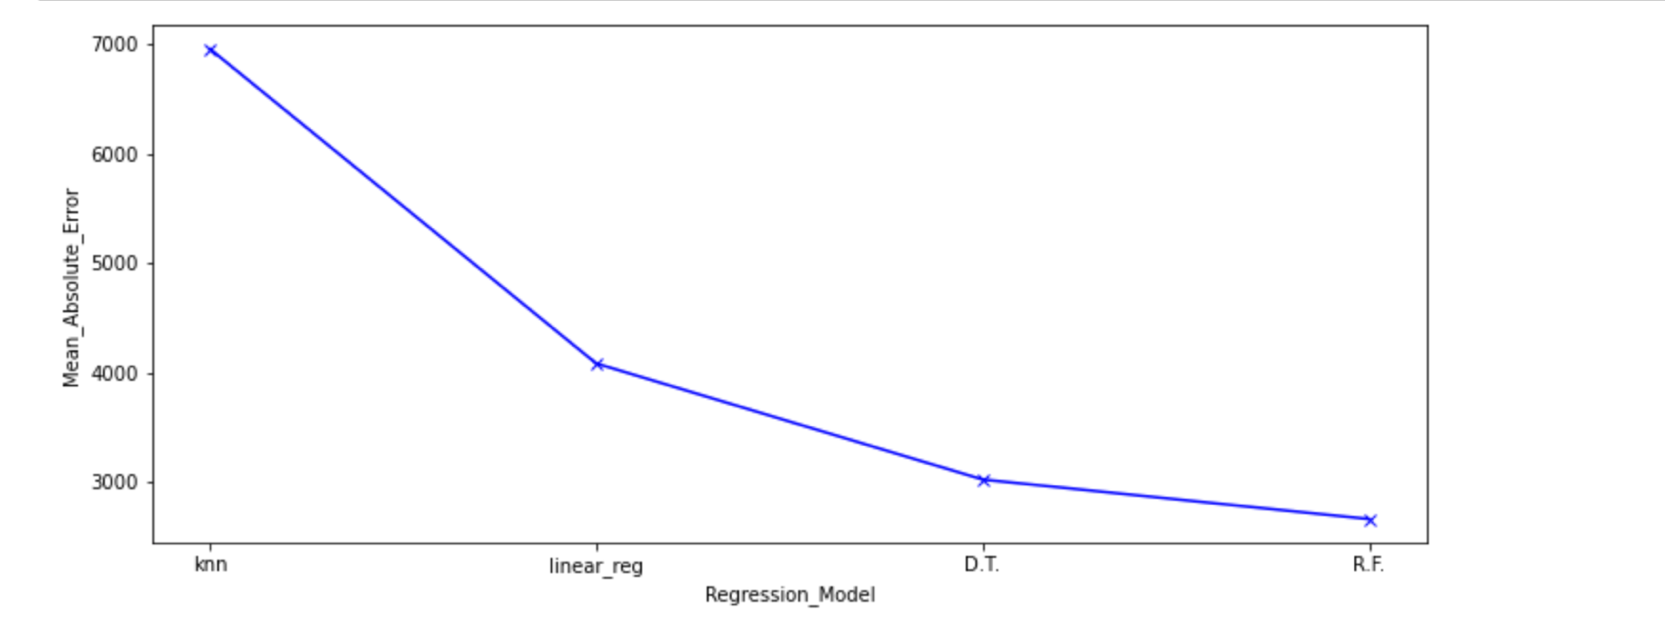 Mean_Absolute_Error
7000
6000
5000
4000
3000
knn linear_reg D.T. R.F.
Regression_Model